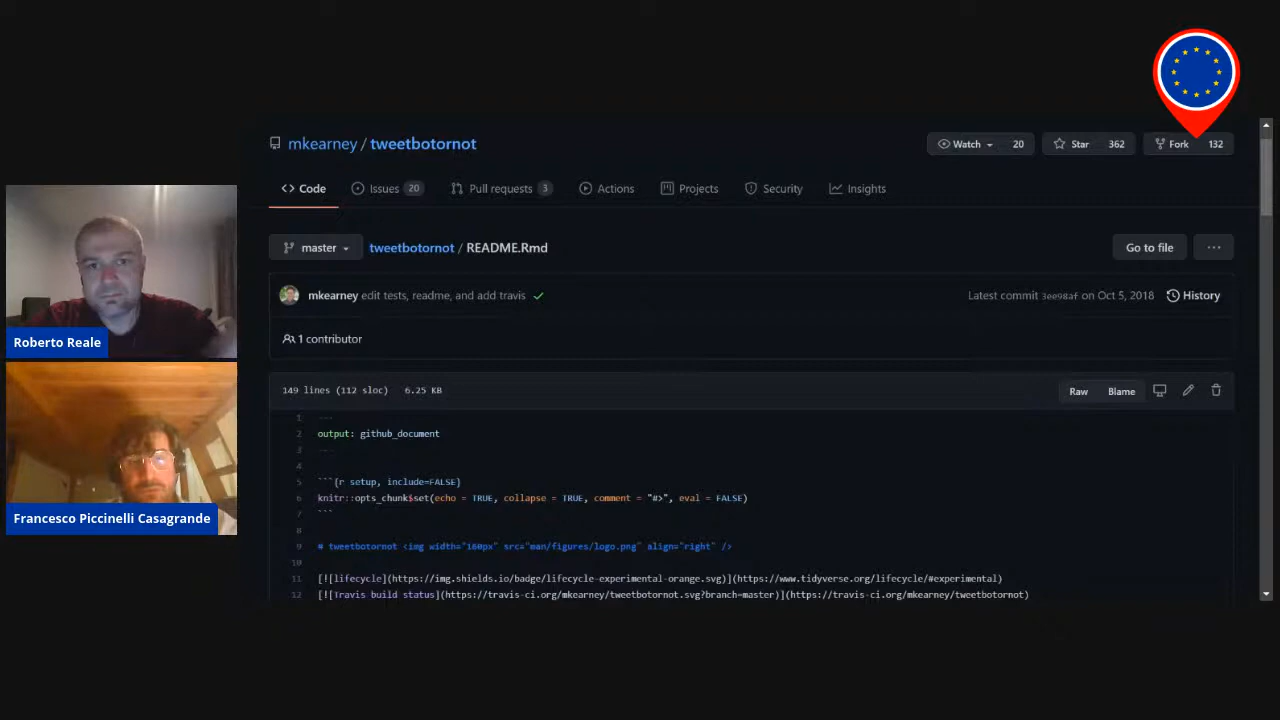 mkearney / tweetbotornot
Watch 20
Star 362
Fork 132
Code
Issues 20
Pull requests 3
Actions
Projects
Security
Insights
master
tweetbotornot / README.Rmd
Go to file
...
mkearney edit tests, readme, and add travis
Latest commit 3ee98af on Oct 5, 2018
History
1 contributor
149 lines (112 sloc) 6.25 KB
Raw
Blame
1 ---
2 output: github_document
3 ---
4
5 ```{r setup, include=FALSE}
6 knitr::opts_chunk$set(echo = TRUE, collapse = TRUE, comment = "#>", eval = FALSE)
7 ```
8
9 # tweetbotornot <img width="160px" src="man/figures/logo.png" align="right" />
10
11 [![lifecycle](https://img.shields.io/badge/lifecycle-experimental-orange.svg)](https://www.tidyverse.org/lifecycle/#experimental)
12 [![Travis build status](https://travis-ci.org/mkearney/tweetbotornot.svg?branch=master)](https://travis-ci.org/mkearney/tweetbotornot)
Roberto Reale
Francesco Piccinelli Casagrande